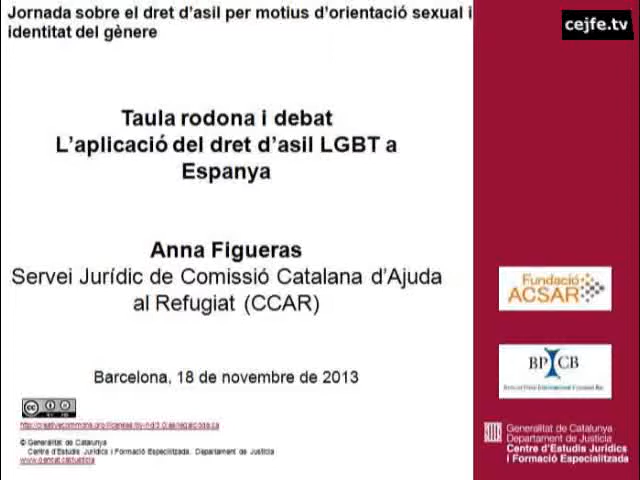 Jornada sobre el dret d'asil per motius d'orientació sexual i
identitat del gènere
cejfe.tv
Taula rodona i debat
L'aplicació del dret d'asil LGBT a
Espanya
Anna Figueras
Servei Jurídic de Comissió Catalana d'Ajuda
al Refugiat (CCAR)
Fundació
ACSAR
BPICB
Barcelona, 18 de novembre de 2013
cc
© Generalitat de Catalunya
Centre d'Estudis Jurídics i Formació Especialitzada. Departament de Justícia
Generalitat de Catalunya
Departament de Justícia
Centre d'Estudis Jurídics
i Formació Especialitzada